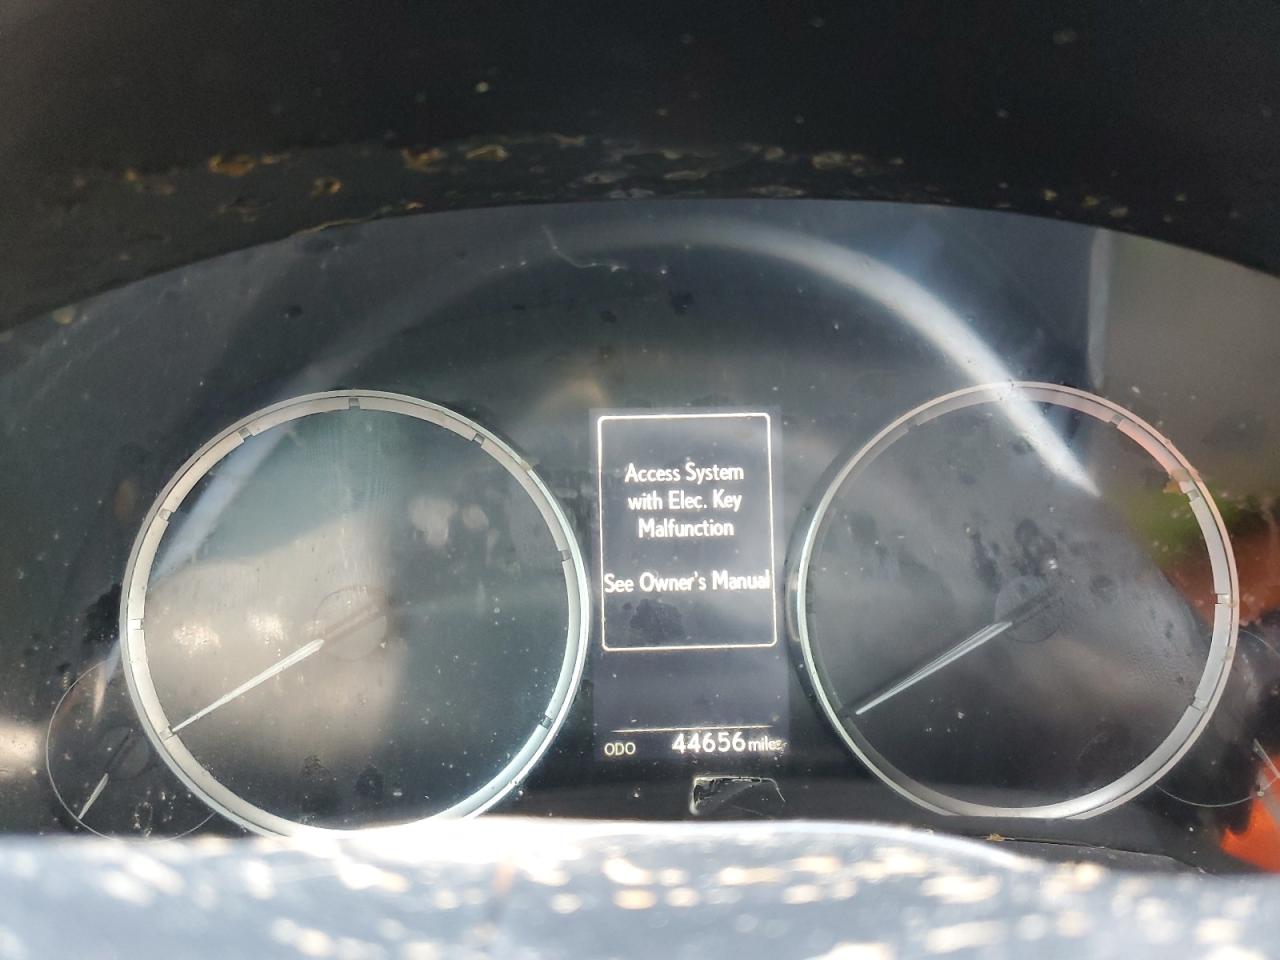 Access System
with Elec. Key
Malfunction
See Owner's Manual
ODO 44656 miles